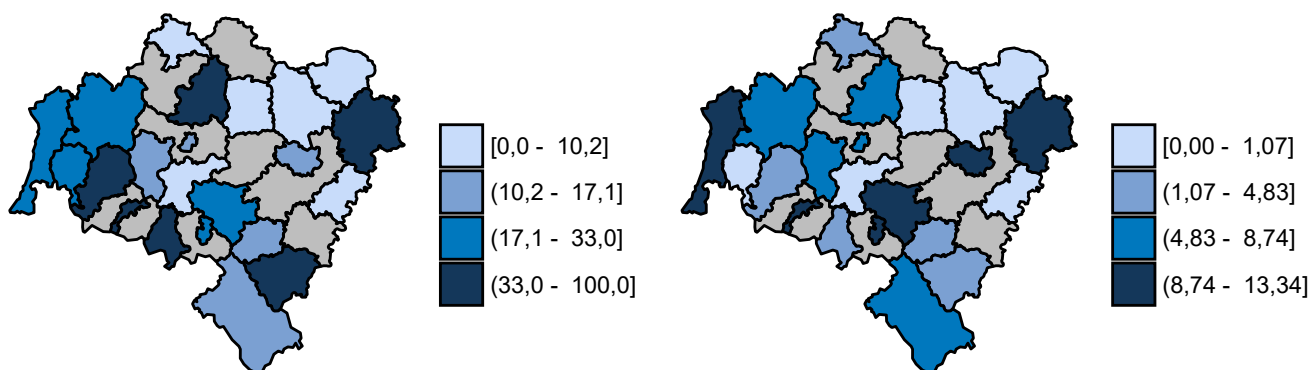 [0,0 - 10,2]
(10,2 - 17,1]
(17,1 - 33,0]
(33,0 - 100,0]
[0,00 - 1,07]
(1,07 - 4,83]
(4,83 - 8,74]
(8,74 - 13,34]